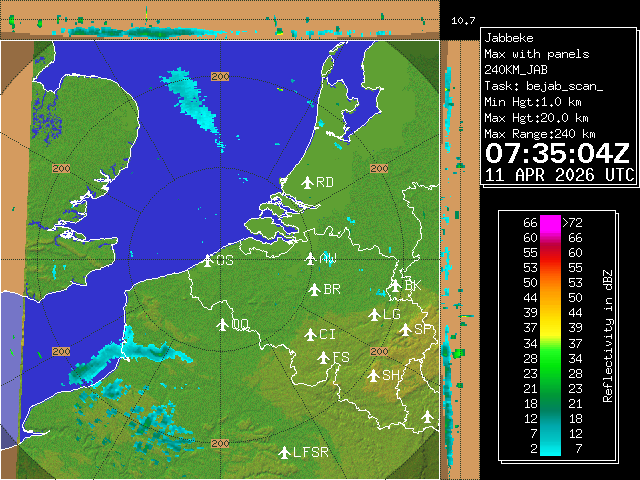 10.7
Jabbeke
Max with panels
240KM_JAB
Task: bejab_scan_
Min Hgt:1.0 km
Max Hgt:20.0 km
Max Range:240 km
07:35:04Z
11 APR 2026 UTC
200
200
200
RD
OS
AW
BR
BK
LG
SP
QO
CI
FS
SH
200
200
LFSR
66 >72
60 66
55 60
53 55
50 53
44 50
39 44
37 39
34 37
28 34
23 28
21 23
18 21
12 18
7 12
2 7
Reflectivity in dBZ